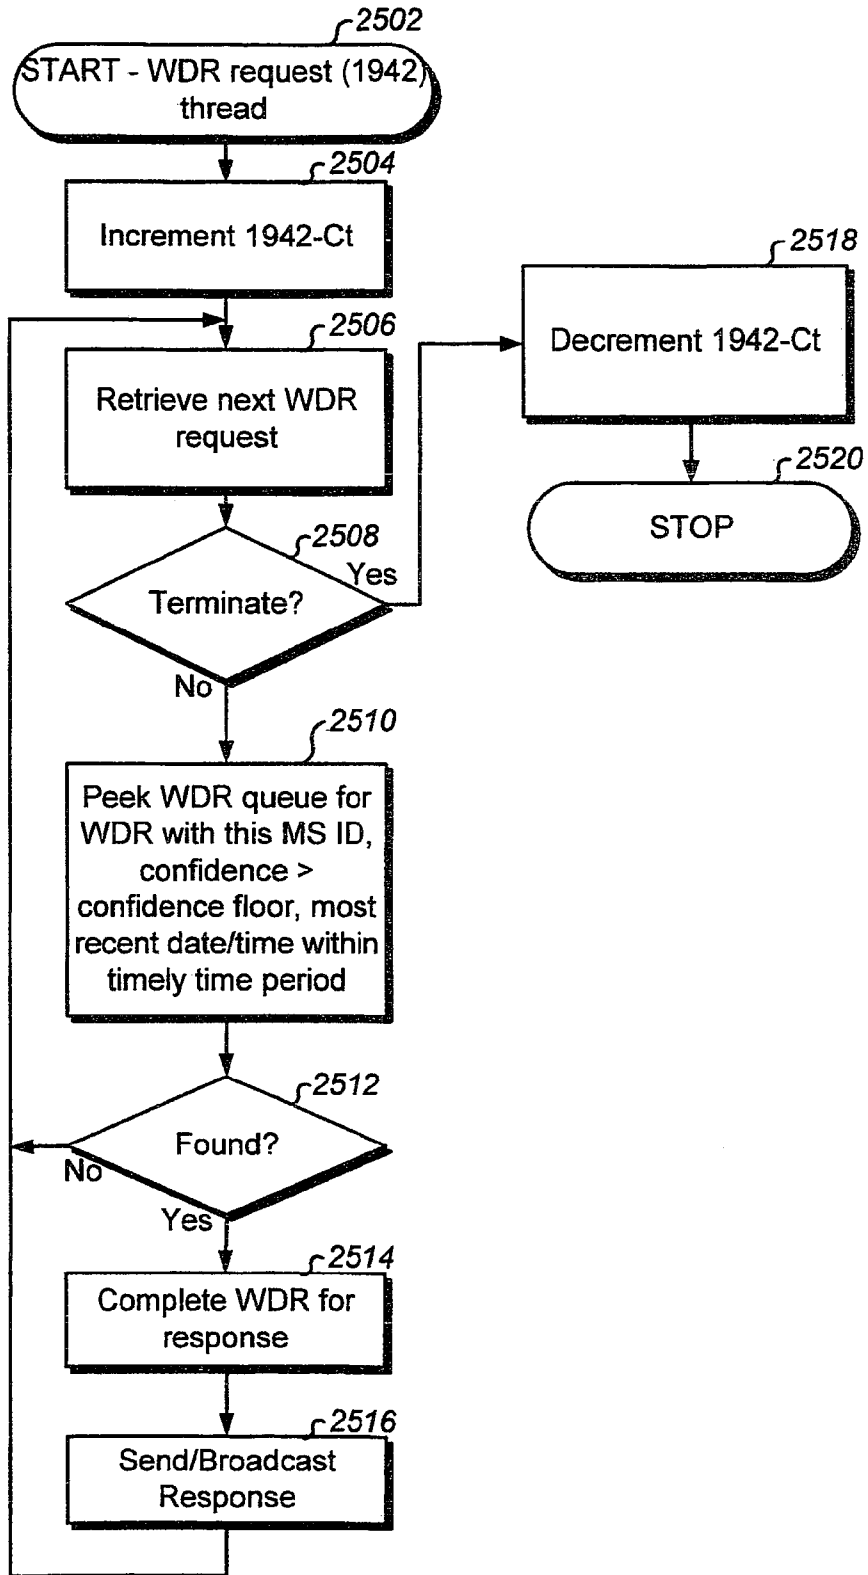 2502
START - WDR request (1942)
thread
2504
Increment 1942-Ct
2506
Retrieve next WDR
request
2508
Terminate?
Yes
No
2518
Decrement 1942-Ct
2520
STOP
2510
Peek WDR queue for
WDR with this MS ID,
confidence >
confidence floor, most
recent date/time within
timely time period
2512
Found?
No
Yes
2514
Complete WDR for
response
2516
Send/Broadcast
Response